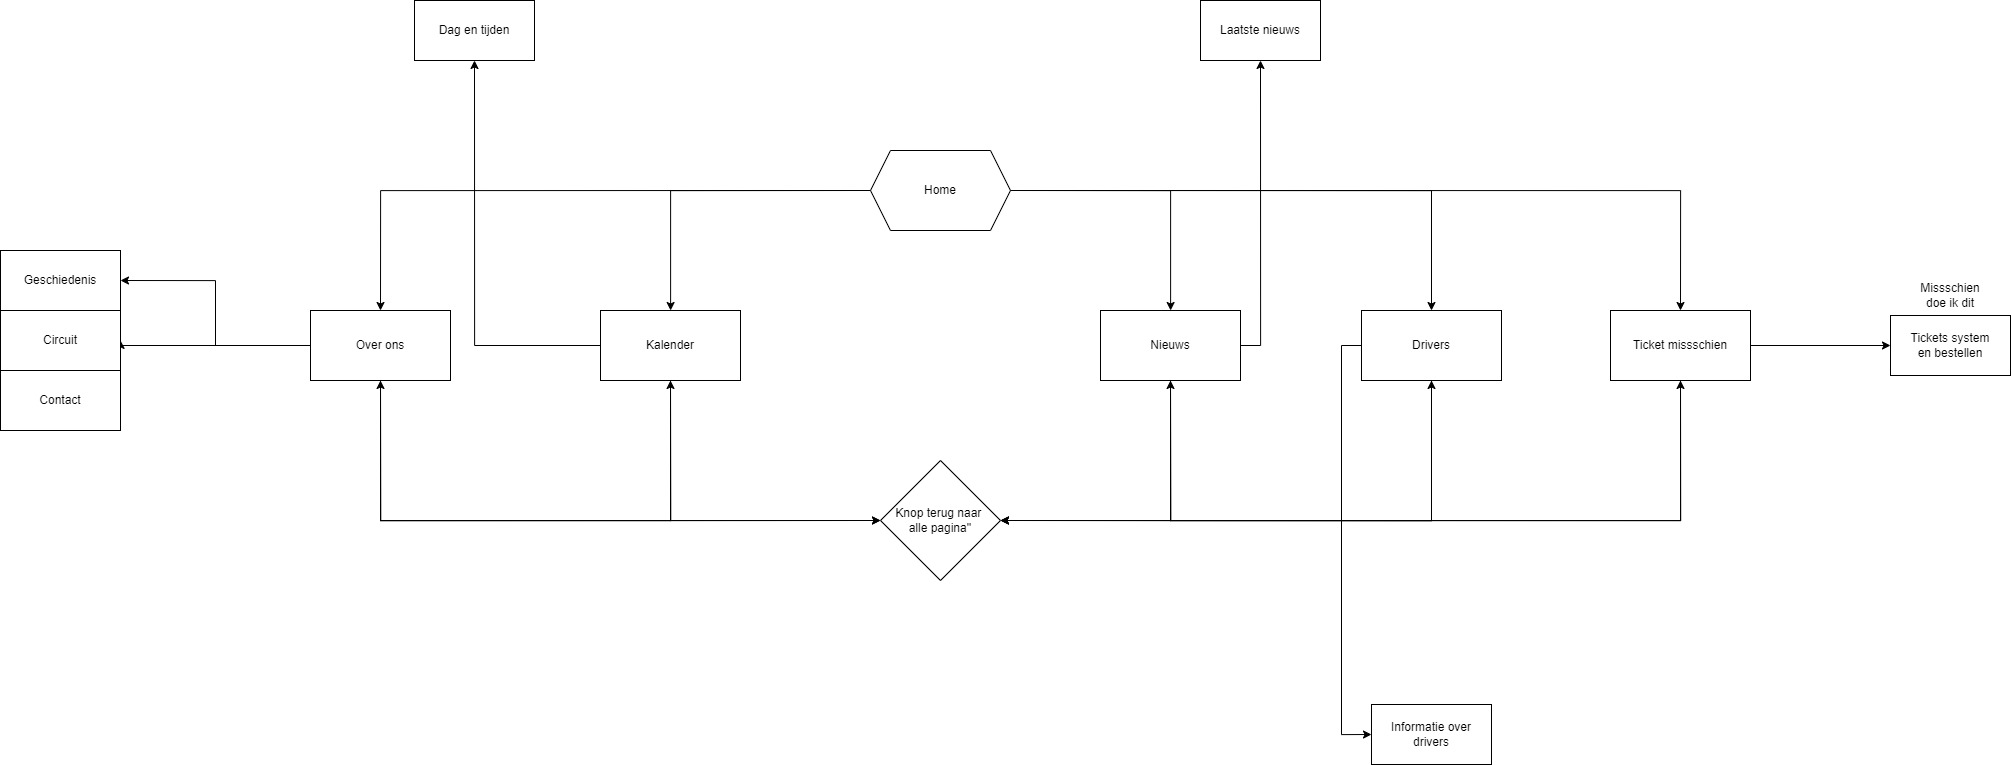 Dag en tijden
Laatste nieuws
Home
Geschiedenis
Circuit
Contact
Over ons
Kalender
Nieuws
Drivers
Ticket missschien
Missschien
doe ik dit
Tickets system
en bestellen
Knop terug naar
alle pagina"
Informatie over
drivers